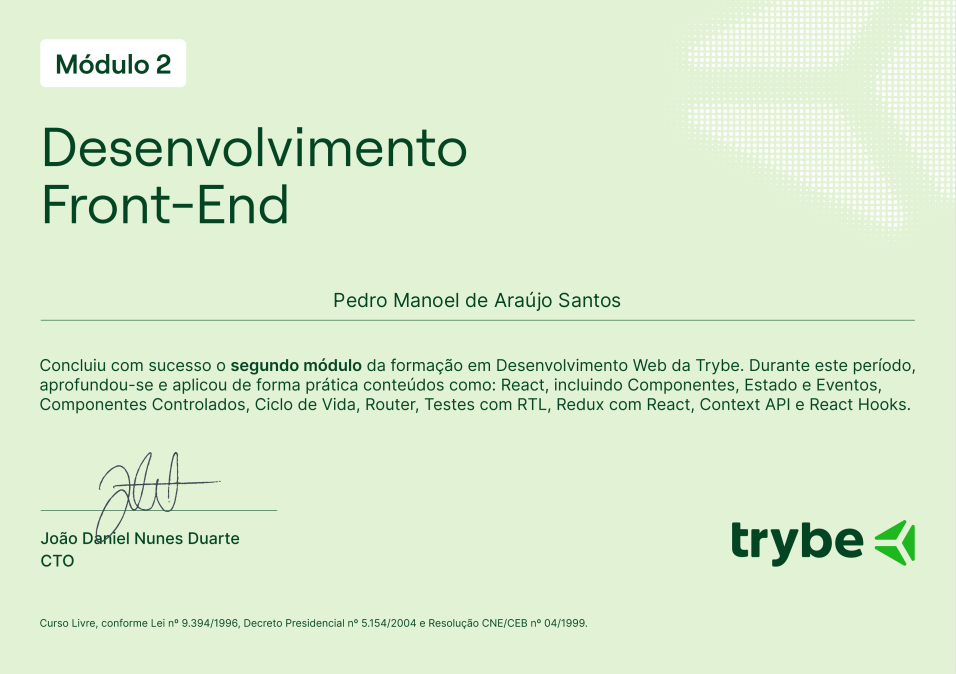 Módulo 2
Desenvolvimento
Front-End
Pedro Manoel de Araújo Santos
Concluiu com sucesso o segundo módulo da formação em Desenvolvimento Web da Trybe. Durante este período,
aprofundou-se e aplicou de forma prática conteúdos como: React, incluindo Componentes, Estado e Eventos,
Componentes Controlados, Ciclo de Vida, Router, Testes com RTL, Redux com React, Context API e React Hooks.
João Daniel Nunes Duarte
CTO
trybe
Curso Livre, conforme Lei nº 9.394/1996, Decreto Presidencial nº 5.154/2004 e Resolução CNE/CEB nº 04/1999.